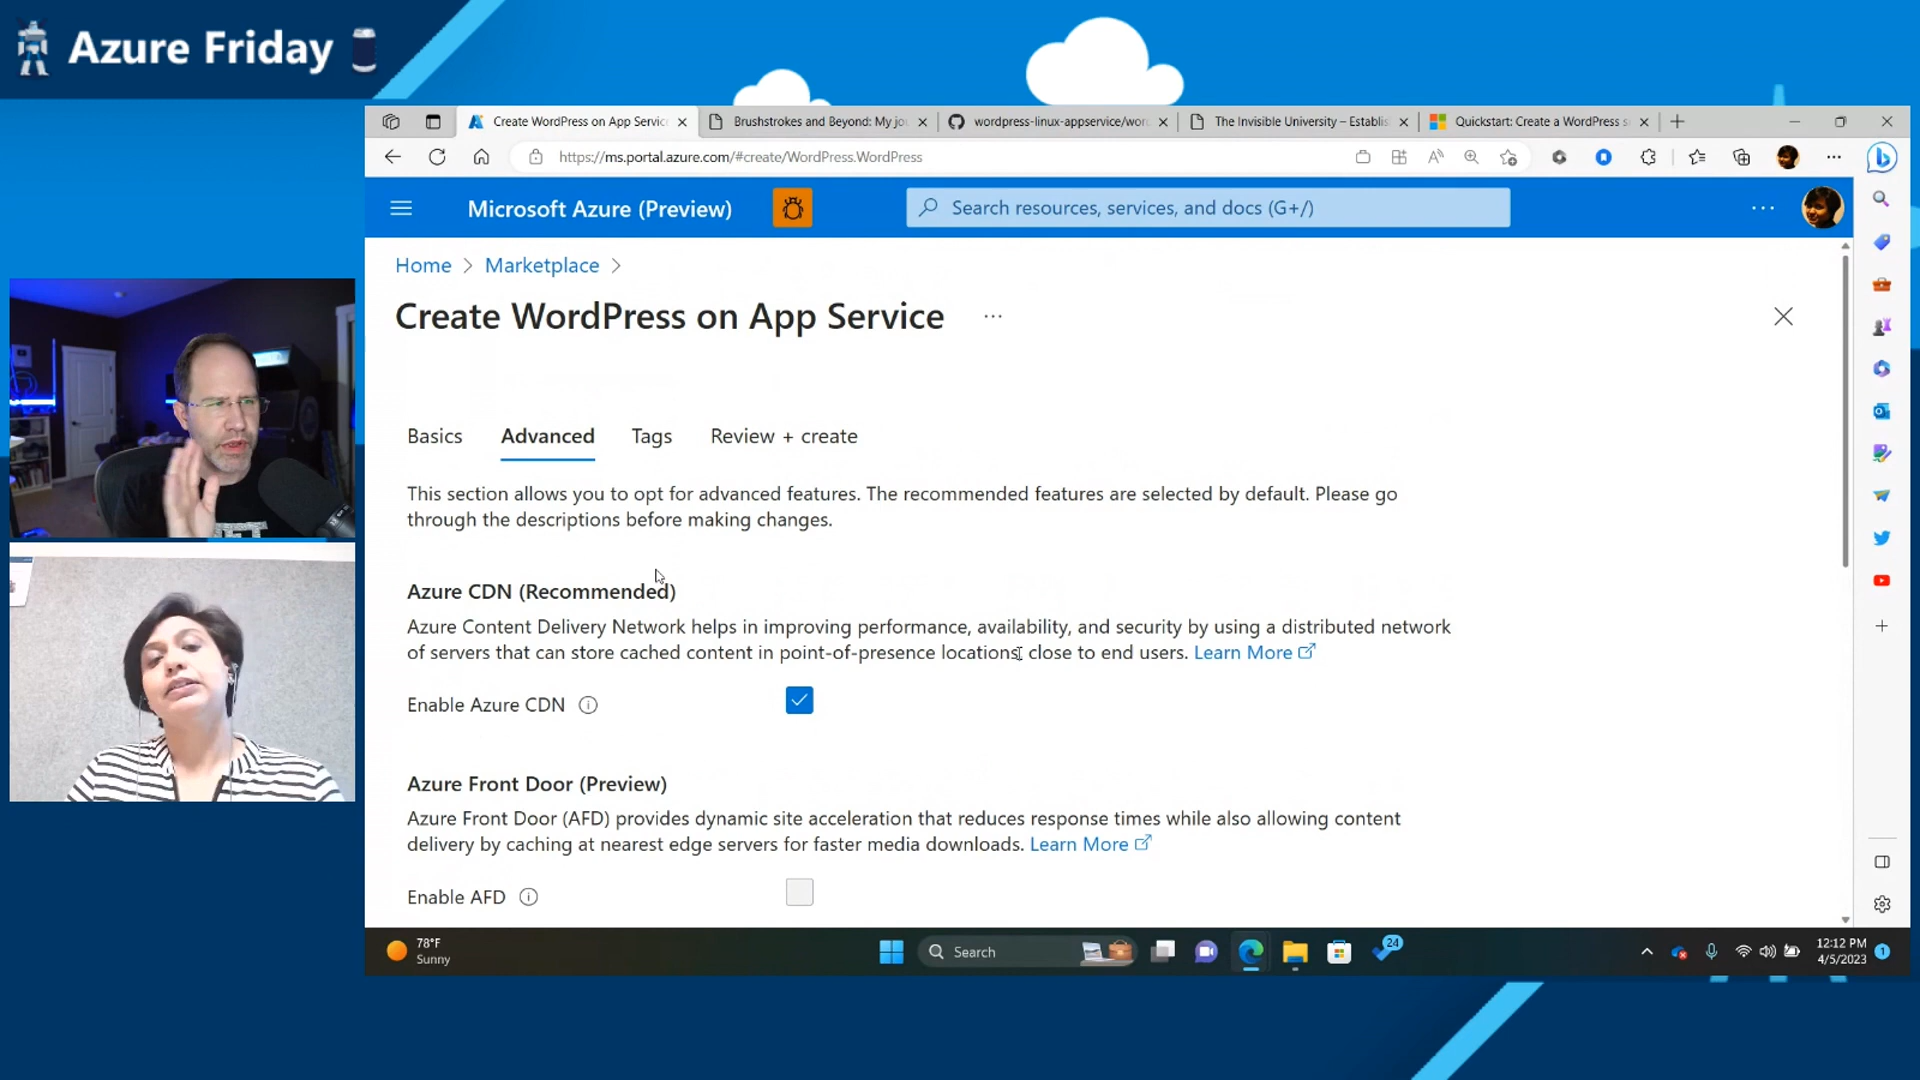 Azure Friday
Create WordPress on App Servic
Brushstrokes and Beyond: My jou
wordpress-linux-appservice/word
The Invisible University – Establis
Quickstart: Create a WordPress s
https://ms.portal.azure.com/#create/WordPress.WordPress
Microsoft Azure (Preview)
Search resources, services, and docs (G+/)
Home > Marketplace >
Create WordPress on App Service
Basics Advanced Tags Review + create
This section allows you to opt for advanced features. The recommended features are selected by default. Please go
through the descriptions before making changes.
Azure CDN (Recommended)
Azure Content Delivery Network helps in improving performance, availability, and security by using a distributed network
of servers that can store cached content in point-of-presence locations close to end users. Learn More
Enable Azure CDN
Azure Front Door (Preview)
Azure Front Door (AFD) provides dynamic site acceleration that reduces response times while also allowing content
delivery by caching at nearest edge servers for faster media downloads. Learn More
Enable AFD
78°F
Sunny
Search
24
12:12 PM
4/5/2023
1